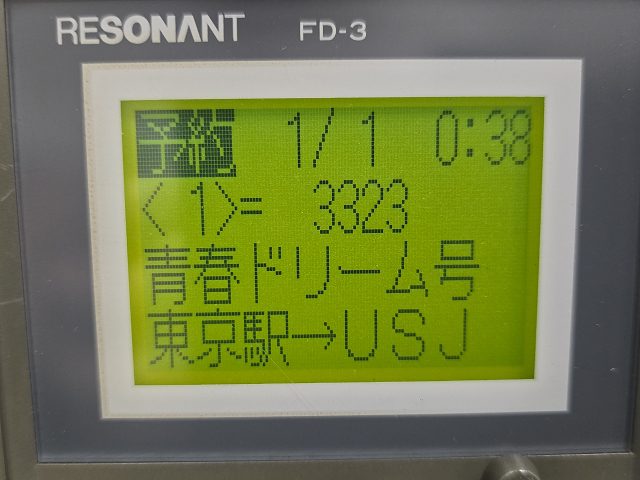 RESONANT FD-3
予約 1/1 0:38
〈 1〉= 3323
青春ドリーム号
東京駅→USJ